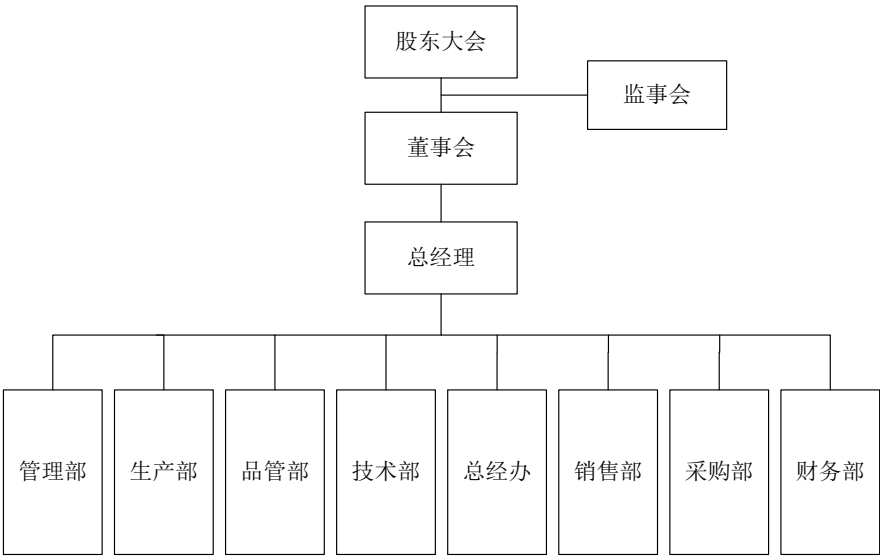 股东大会
监事会
董事会
总经理
管理部
生产部
品管部
技术部
总经办
销售部
采购部
财务部